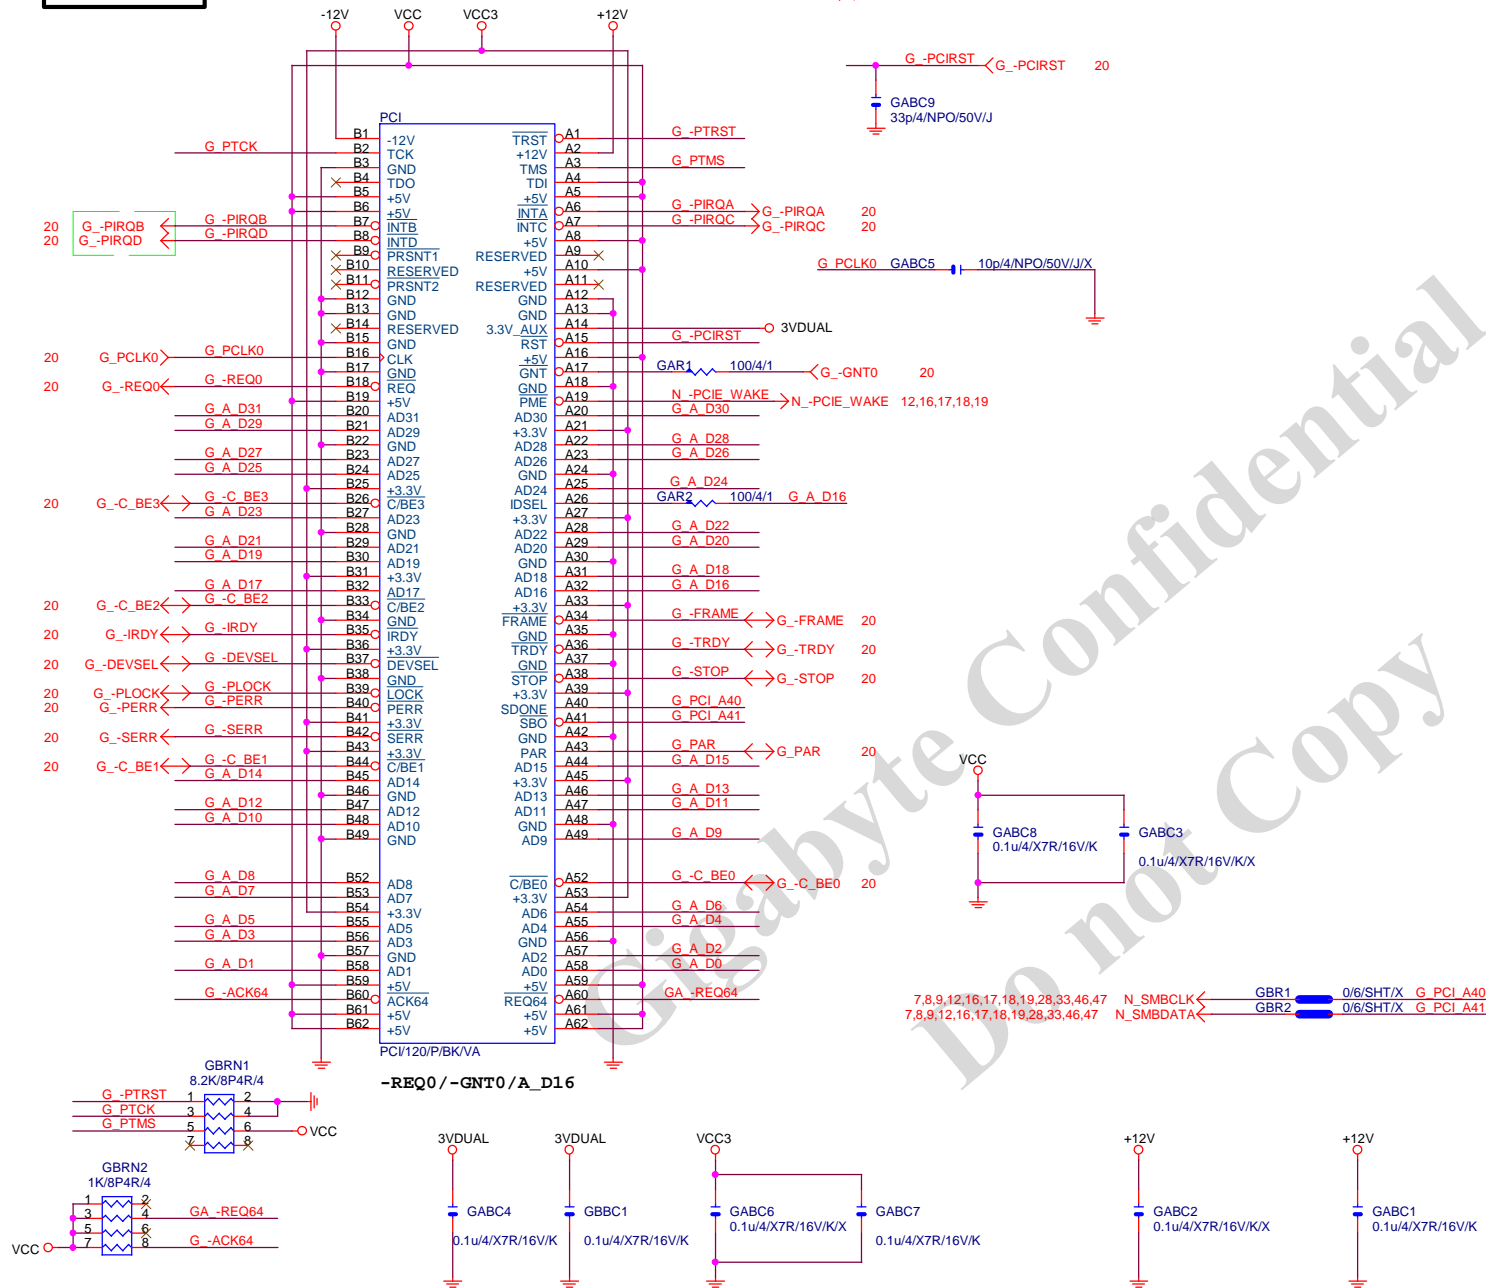 -12V VCC VCC3 +12V
G_-PCIRST G_-PCIRST 20
GABC9
33p/4/NPO/50V/J
PCI
B1 -12V TRST A1 G_-PTRST
G_PTCK B2 TCK +12V A2
B3 GND TMS A3 G_PTMS
B4 TDO TDI A4
B5 +5V +5V A5
B6 +5V INTA A6 G_-PIRQA G_-PIRQA 20
20 G_-PIRQB G_-PIRQB B7 INTB INTC A7 G_-PIRQC G_-PIRQC 20
20 G_-PIRQD G_-PIRQD B8 INTD +5V A8
B9 PRSNT1 RESERVED A9
B10 RESERVED +5V A10
B11 PRSNT2 RESERVED A11
G_PCLK0 GABC5 10p/4/NPO/50V/J/X
B12 GND GND A12
B13 GND GND A13
B14 RESERVED 3.3V_AUX A14 3VDUAL
B15 GND RST A15 G_-PCIRST
20 G_PCLK0 G_PCLK0 B16 CLK +5V A16
B17 GND GNT A17 GAR1 100/4/1 G_-GNT0 20
20 G_-REQ0 G_-REQ0 B18 REQ GND A18
B19 +5V PME A19 N_-PCIE_WAKE N_-PCIE_WAKE 12,16,17,18,19
G_A_D31 B20 AD31 AD30 A20 G_A_D30
G_A_D29 B21 AD29 +3.3V A21
B22 GND AD28 A22 G_A_D28
G_A_D27 B23 AD27 AD26 A23 G_A_D26
G_A_D25 B24 AD25 GND A24
B25 +3.3V AD24 A25 G_A_D24
20 G_-C_BE3 G_-C_BE3 B26 C/BE3 IDSEL A26 GAR2 100/4/1 G_A_D16
G_A_D23 B27 AD23 +3.3V A27
B28 GND AD22 A28 G_A_D22
G_A_D21 B29 AD21 AD20 A29 G_A_D20
G_A_D19 B30 AD19 GND A30
B31 +3.3V AD18 A31 G_A_D18
G_A_D17 B32 AD17 AD16 A32 G_A_D16
20 G_-C_BE2 G_-C_BE2 B33 C/BE2 +3.3V A33
B34 GND FRAME A34 G_-FRAME G_-FRAME 20
20 G_-IRDY G_-IRDY B35 IRDY GND A35
B36 +3.3V TRDY A36 G_-TRDY G_-TRDY 20
20 G_-DEVSEL G_-DEVSEL B37 DEVSEL GND A37
B38 GND STOP A38 G_-STOP G_-STOP 20
20 G_-PLOCK G_-PLOCK B39 LOCK +3.3V A39
20 G_-PERR G_-PERR B40 PERR SDONE A40 G_PCI_A40
B41 +3.3V SBO A41 G_PCI_A41
20 G_-SERR G_-SERR B42 SERR GND A42
B43 +3.3V PAR A43 G_PAR G_PAR 20
20 G_-C_BE1 G_-C_BE1 B44 C/BE1 AD15 A44 G_A_D15
G_A_D14 B45 AD14 +3.3V A45
B46 GND AD13 A46 G_A_D13
G_A_D12 B47 AD12 AD11 A47 G_A_D11
G_A_D10 B48 AD10 GND A48
B49 GND AD9 A49 G_A_D9
VCC
GABC8 GABC3
0.1u/4/X7R/16V/K 0.1u/4/X7R/16V/K/X
G_A_D8 B52 AD8 C/BE0 A52 G_-C_BE0 G_-C_BE0 20
G_A_D7 B53 AD7 +3.3V A53
B54 +3.3V AD6 A54 G_A_D6
G_A_D5 B55 AD5 AD4 A55 G_A_D4
G_A_D3 B56 AD3 GND A56
B57 GND AD2 A57 G_A_D2
G_A_D1 B58 AD1 AD0 A58 G_A_D0
B59 +5V +5V A59
G_-ACK64 B60 ACK64 REQ64 A60 GA_-REQ64
B61 +5V +5V A61
B62 +5V +5V A62
PCI/120/P/BK/VA
-REQ0/-GNT0/A_D16
7,8,9,12,16,17,18,19,28,33,46,47 N_SMBCLK GBR1 0/6/SHT/X G_PCI_A40
7,8,9,12,16,17,18,19,28,33,46,47 N_SMBDATA GBR2 0/6/SHT/X G_PCI_A41
GBRN1
8.2K/8P4R/4
G_-PTRST 1 2
G_PTCK 3 4
G_PTMS 5 6 VCC
7 8
GBRN2
1K/8P4R/4
1 2
3 4 GA_-REQ64
5 6
VCC 7 8 G_-ACK64
3VDUAL 3VDUAL VCC3 +12V +12V
GABC4 GBBC1 GABC6 GABC7 GABC2 GABC1
0.1u/4/X7R/16V/K 0.1u/4/X7R/16V/K 0.1u/4/X7R/16V/K/X 0.1u/4/X7R/16V/K 0.1u/4/X7R/16V/K/X 0.1u/4/X7R/16V/K
Gigabyte Confidential
Do not Copy